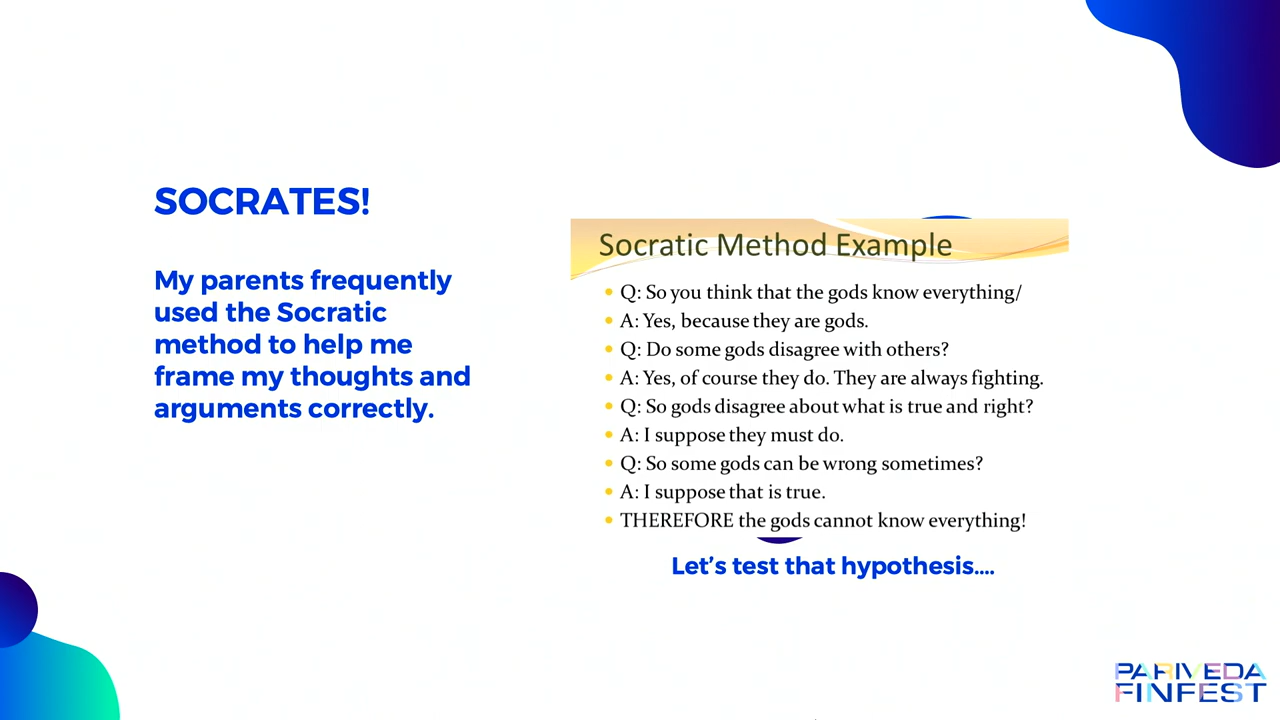 SOCRATES!
My parents frequently
used the Socratic
method to help me
frame my thoughts and
arguments correctly.
Socratic Method Example
• Q: So you think that the gods know everything/
• A: Yes, because they are gods.
• Q: Do some gods disagree with others?
• A: Yes, of course they do. They are always fighting.
• Q: So gods disagree about what is true and right?
• A: I suppose they must do.
• Q: So some gods can be wrong sometimes?
• A: I suppose that is true.
• THEREFORE the gods cannot know everything!
Let's test that hypothesis....
PARIVEDA
FINFEST